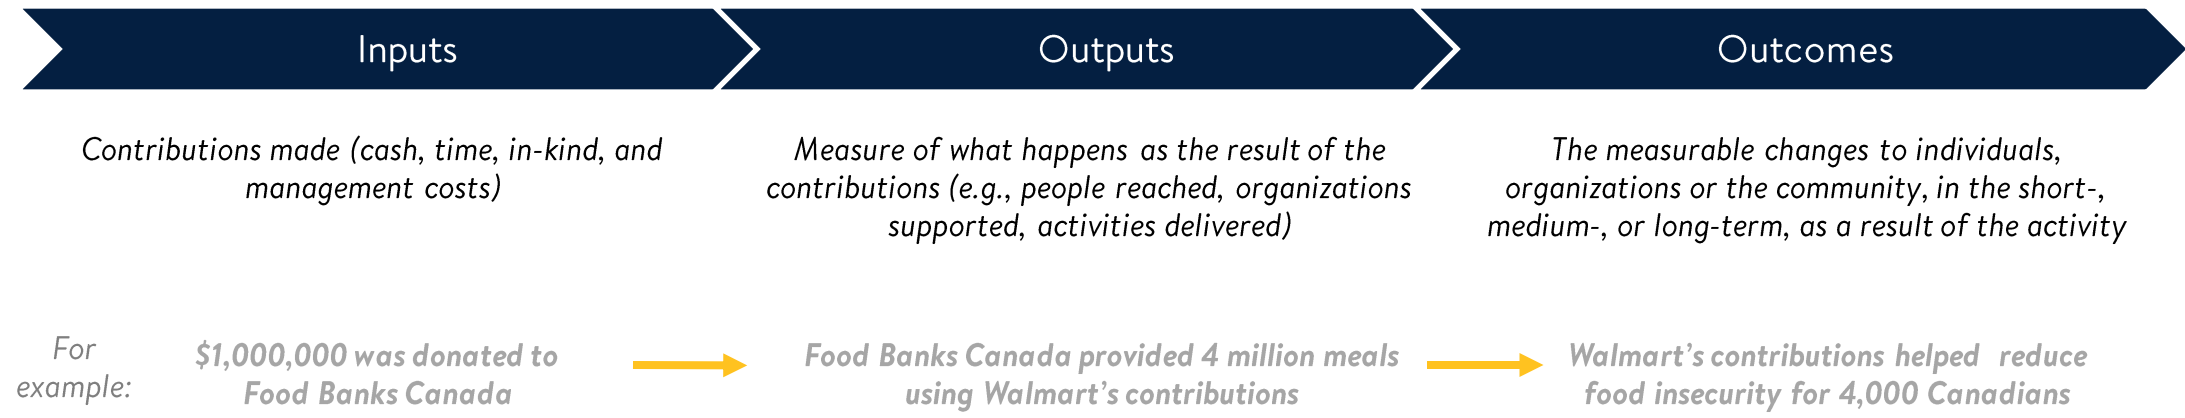 Inputs
Outputs
Outcomes
Contributions made (cash, time, in-kind, and
management costs)
Measure of what happens as the result of the
contributions (e.g., people reached, organizations
supported, activities delivered)
The measurable changes to individuals,
organizations or the community, in the short-,
medium-, or long-term, as a result of the activity
For
example:
$1,000,000 was donated to
Food Banks Canada
Food Banks Canada provided 4 million meals
using Walmart's contributions
Walmart's contributions helped reduce
food insecurity for 4,000 Canadians